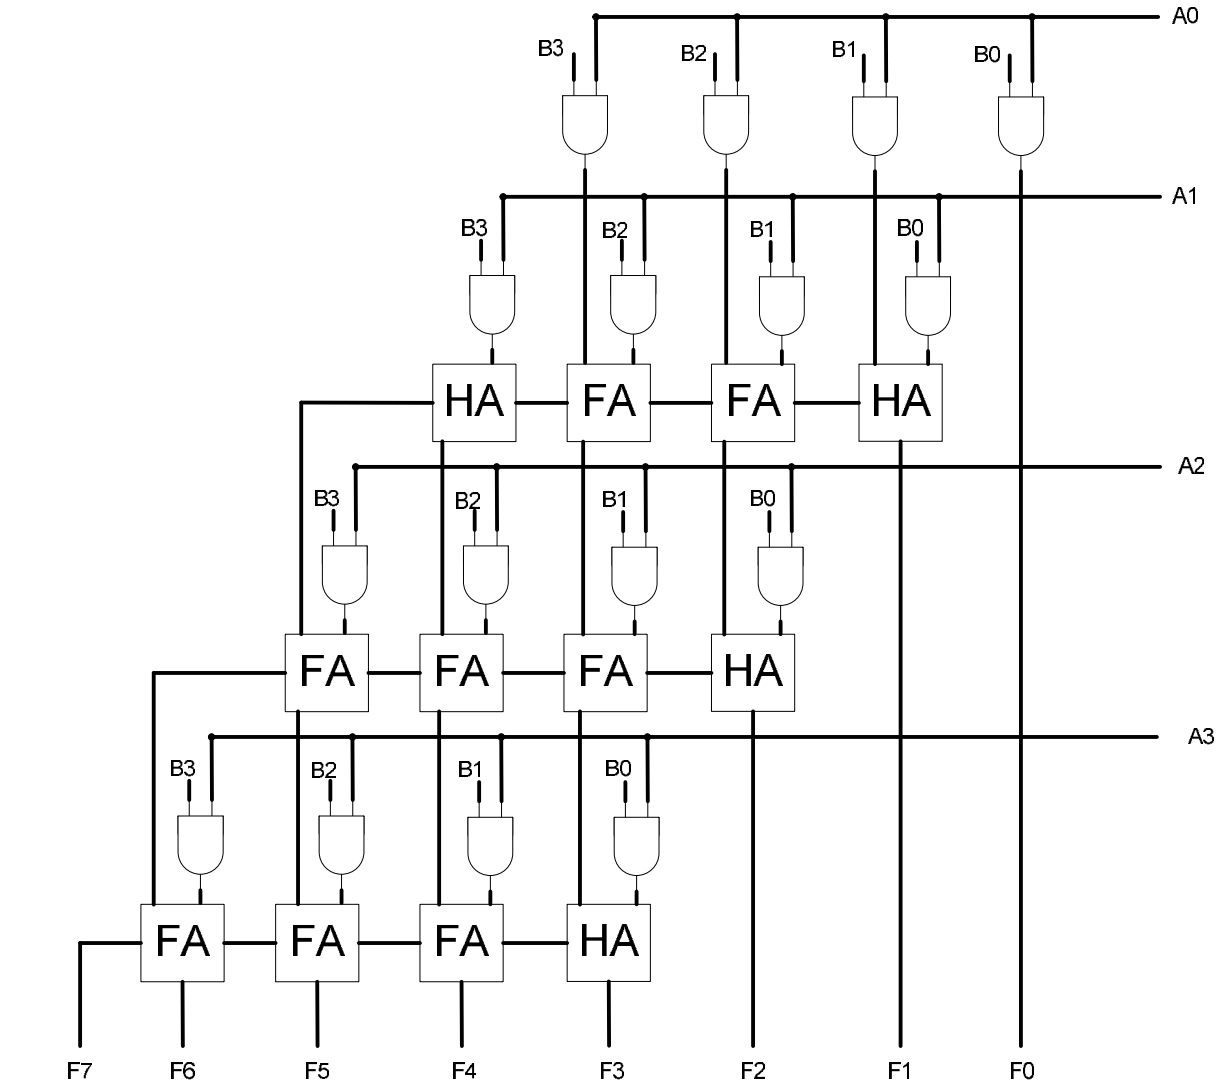 A0
B3 B2 B1 B0
A1
B3 B2 B1 B0
HA FA FA HA
A2
B3 B2 B1 B0
FA FA FA HA
A3
B3 B2 B1 B0
FA FA FA HA
F7 F6 F5 F4 F3 F2 F1 F0